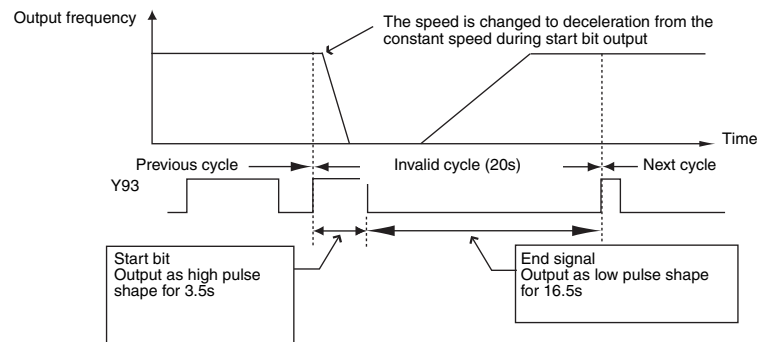 Output frequency
The speed is changed to deceleration from the
constant speed during start bit output
Time
Previous cycle
Invalid cycle (20s)
Next cycle
Y93
Start bit
Output as high pulse
shape for 3.5s
End signal
Output as low pulse shape
for 16.5s